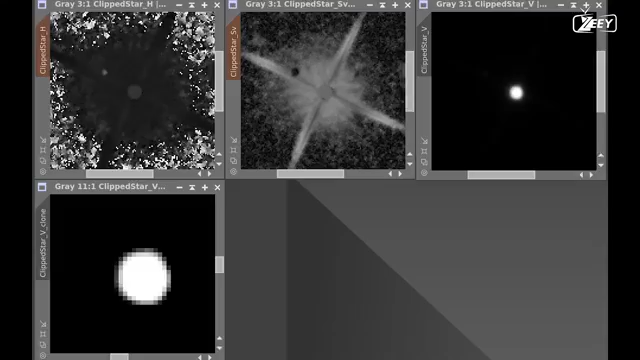 Gray 3:1 ClippedStar_H |...
Gray 3:1 ClippedStar_Sv...
Gray 3:1 ClippedStar_V |...
ZEEY
ClippedStar_H
ClippedStar_Sv
ClippedStar_V
Gray 11:1 ClippedStar_V...
ClippedStar_V_clone